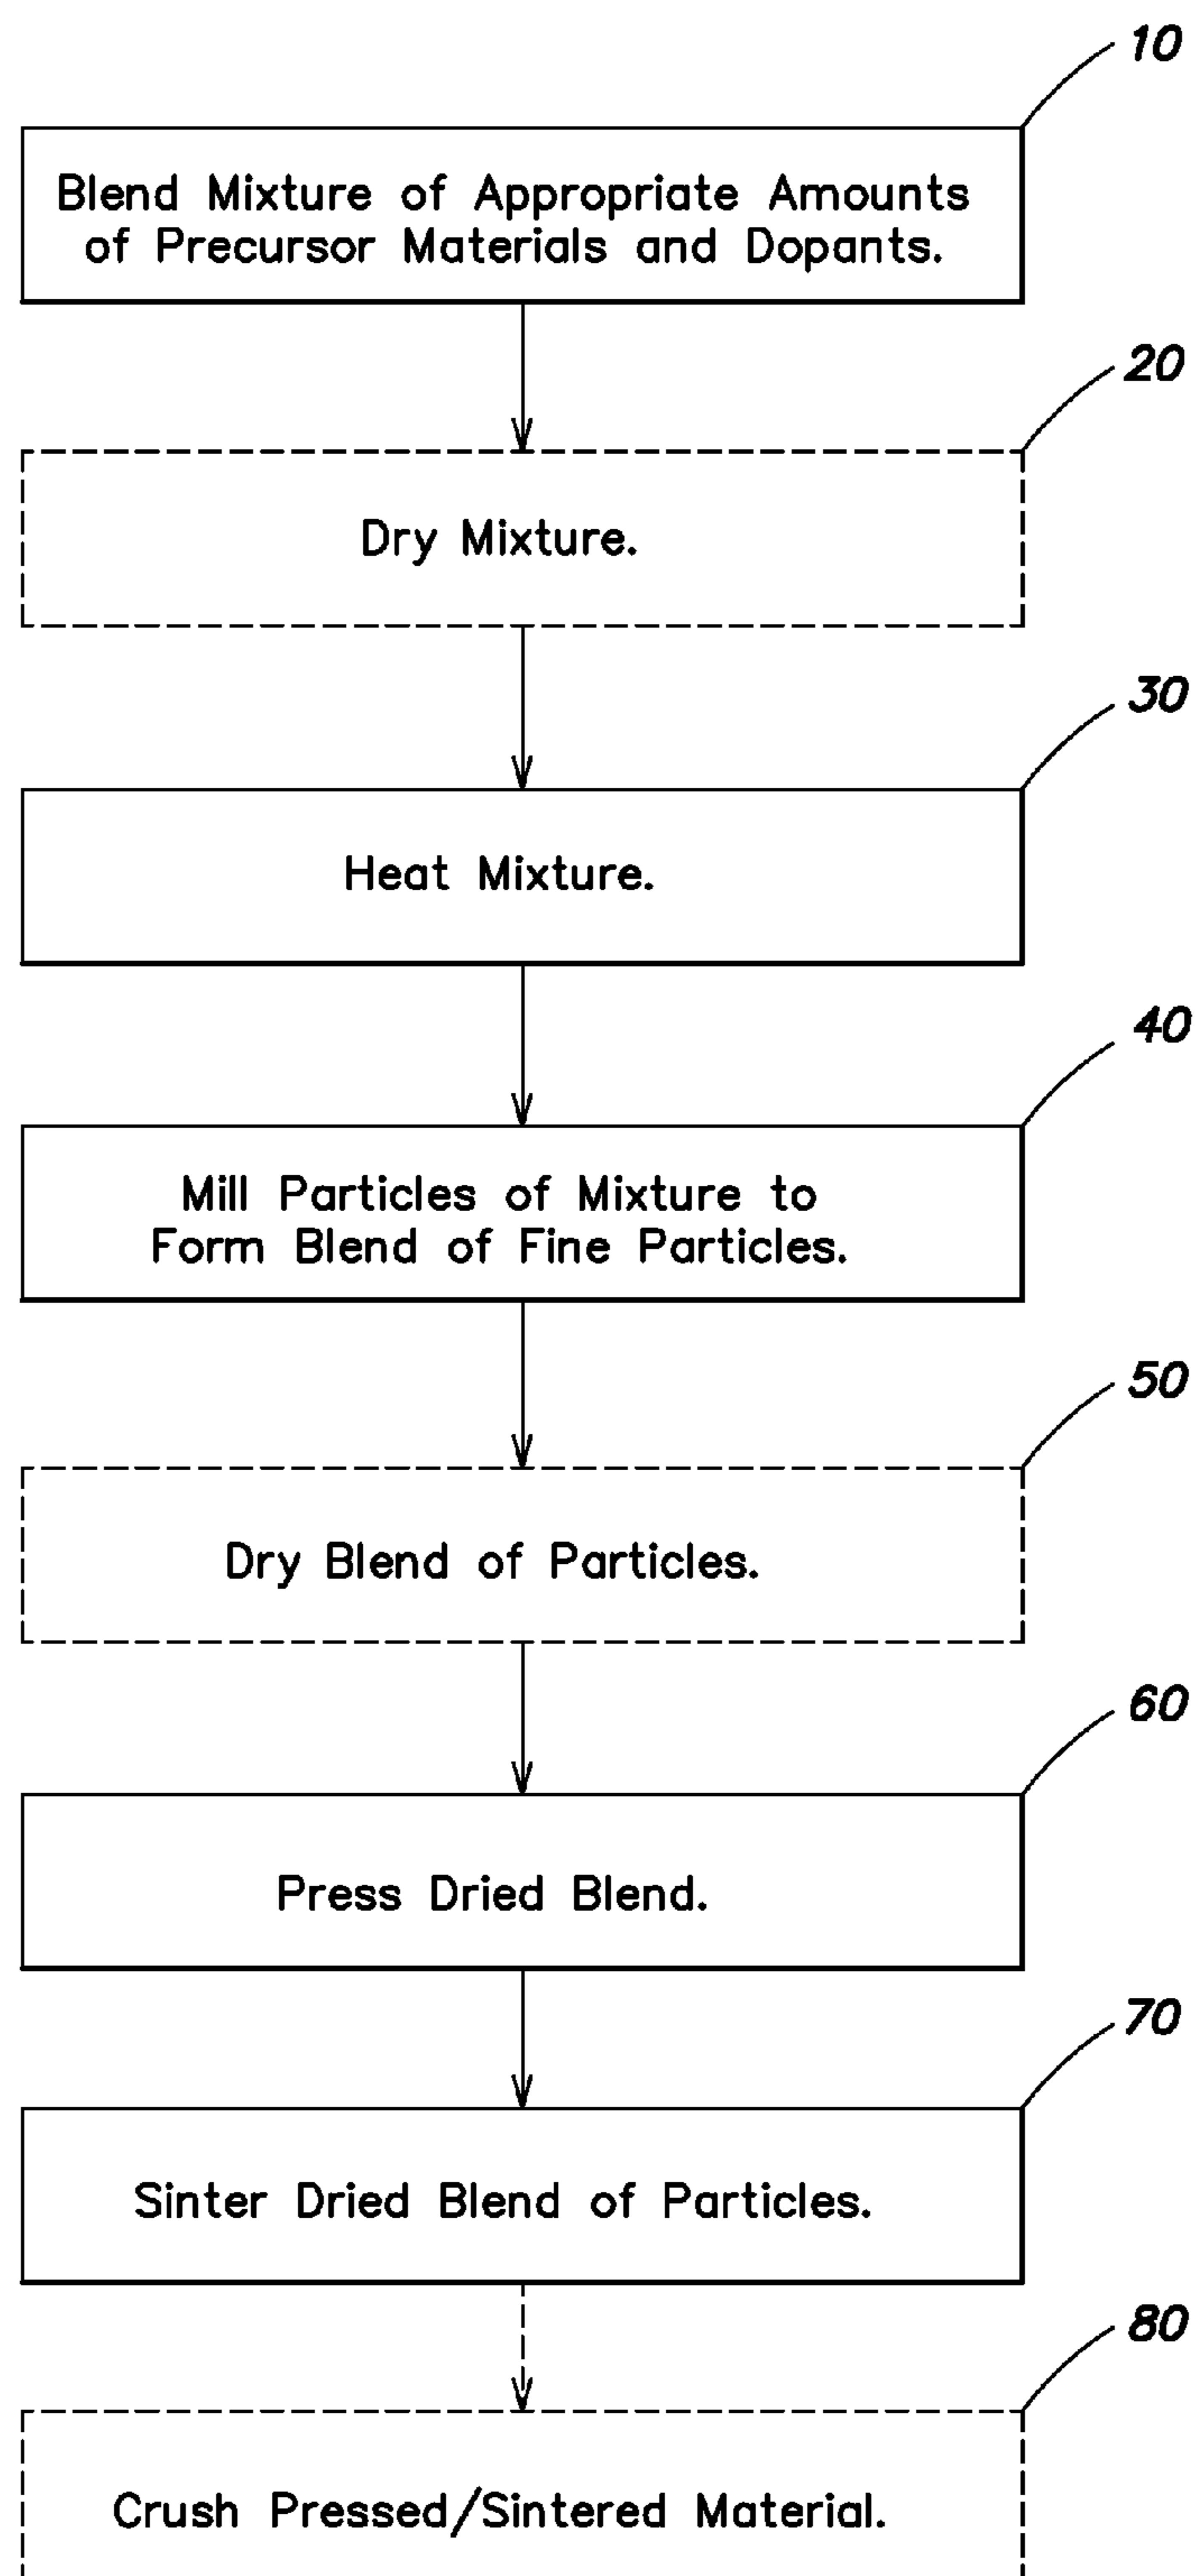 10
Blend Mixture of Appropriate Amounts
of Precursor Materials and Dopants.
20
Dry Mixture.
30
Heat Mixture.
40
Mill Particles of Mixture to
Form Blend of Fine Particles.
50
Dry Blend of Particles.
60
Press Dried Blend.
70
Sinter Dried Blend of Particles.
80
Crush Pressed/Sintered Material.